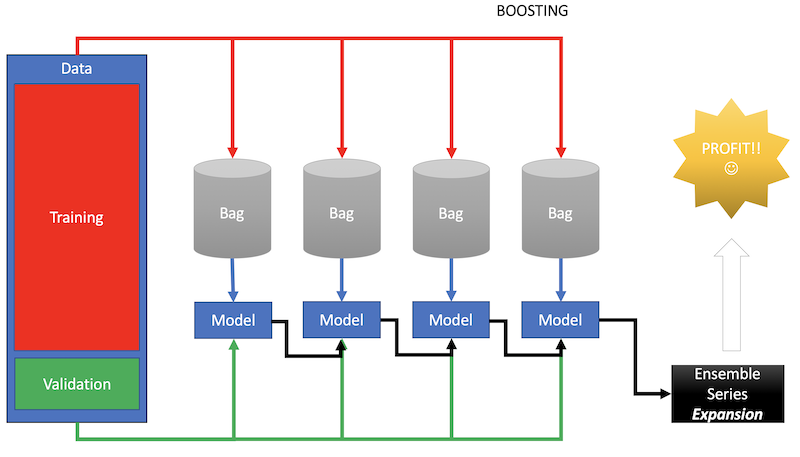 BOOSTING
Data
Training
Validation
Bag
Bag
Bag
Bag
Model
Model
Model
Model
PROFIT!!
☺
Ensemble
Series
Expansion